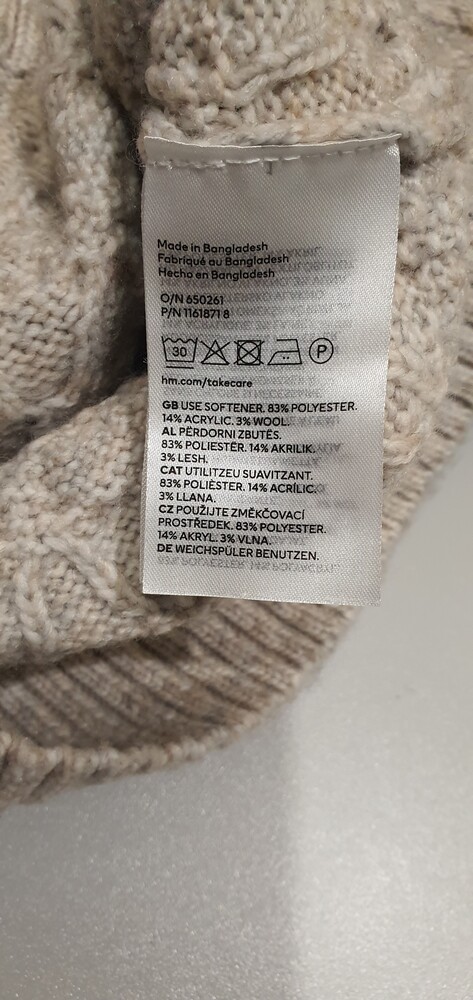 Made in Bangladesh
Fabriqué au Bangladesh
Hecho en Bangladesh
O/N 650261
P/N 1161871 8
30 P
hm.com/takecare
GB USE SOFTENER. 83% POLYESTER.
14% ACRYLIC. 3% WOOL.
AL PËRDORNI ZBUTËS.
83% POLIESTËR. 14% AKRILIK.
3% LESH.
CAT UTILITZEU SUAVITZANT.
83% POLIÈSTER. 14% ACRÍLIC.
3% LLANA.
CZ POUŽIJTE ZMĚKČOVACÍ
PROSTŘEDEK. 83% POLYESTER.
14% AKRYL. 3% VLNA.
DE WEICHSPÜLER BENUTZEN.